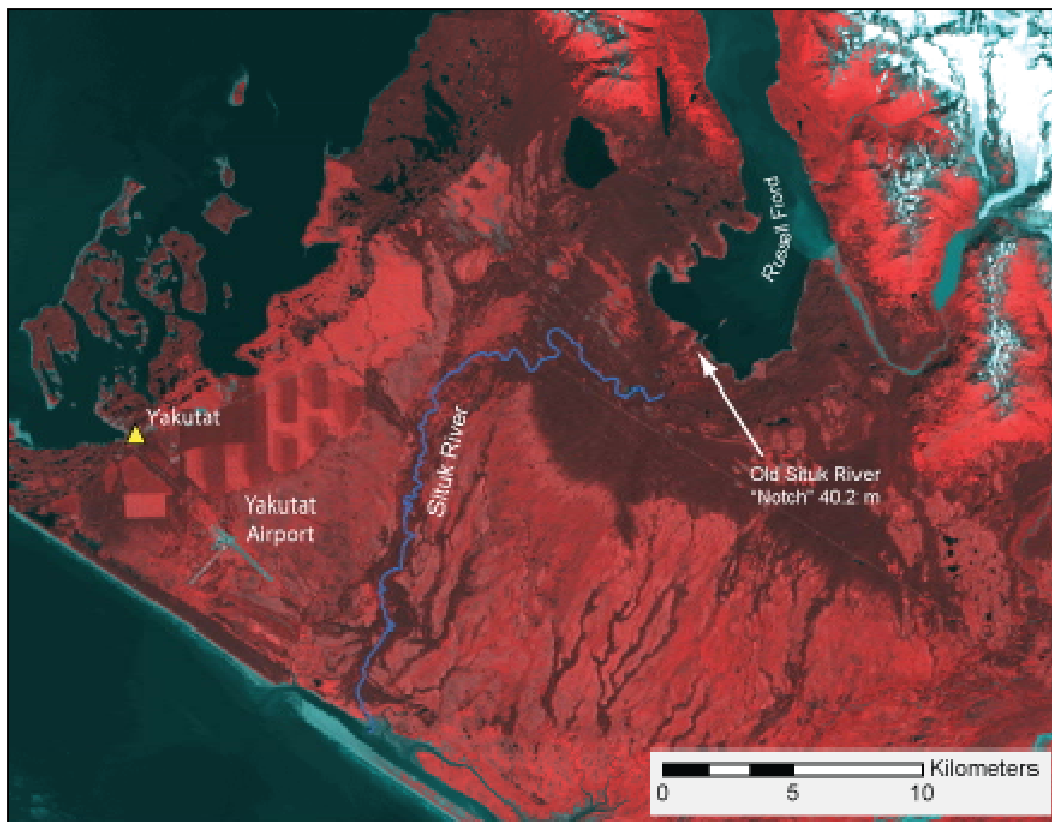 Russell Fiord
Yakutat
Situk River
Yakutat
Airport
Old Situk River
"Notch" 40.2 m
Kilometers
0 5 10